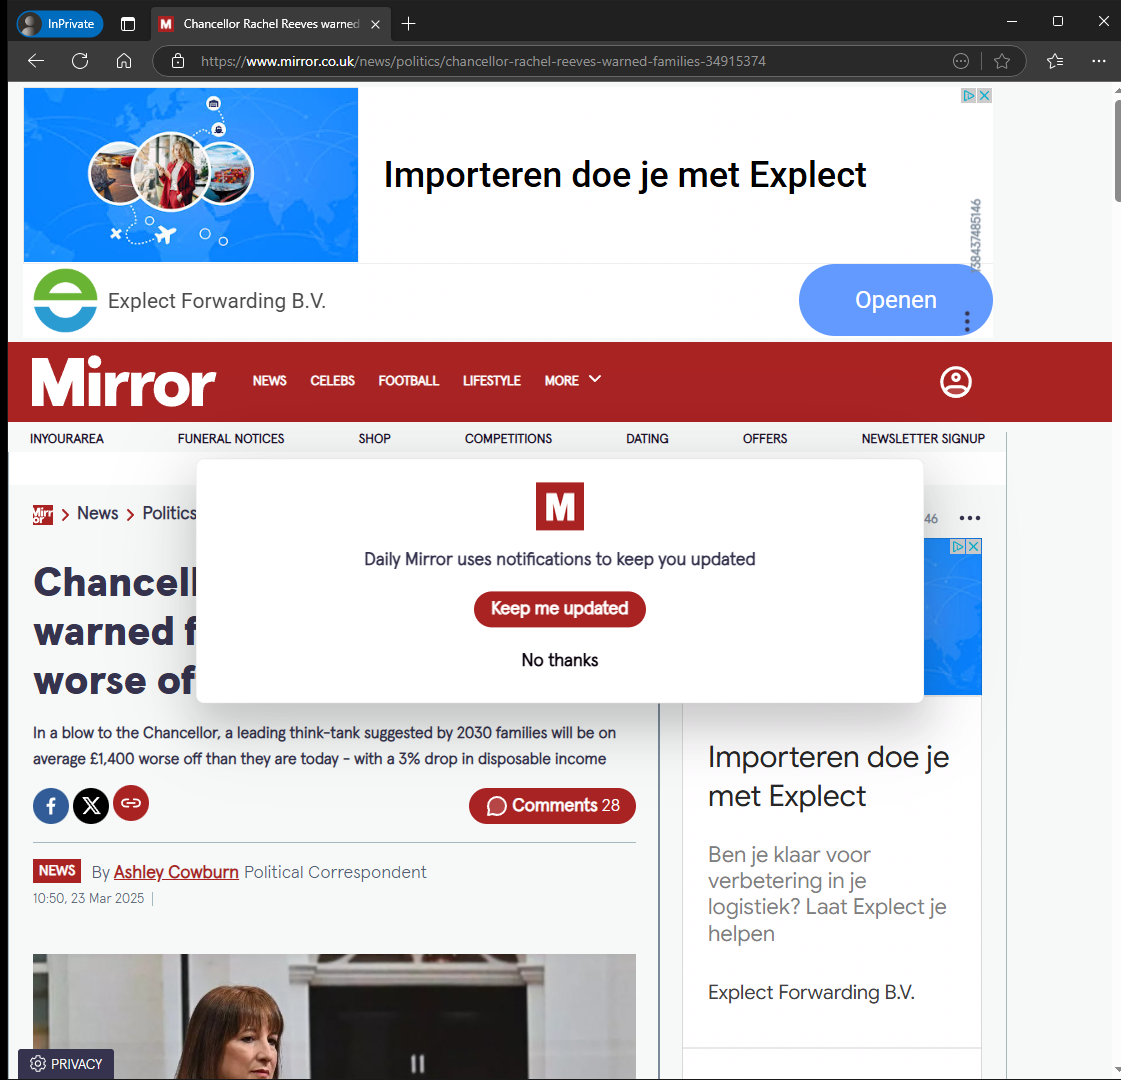 InPrivate
Chancellor Rachel Reeves warned
https://www.mirror.co.uk/news/politics/chancellor-rachel-reeves-warned-families-34915374
Importeren doe je met Explect
138437485146
Explect Forwarding B.V.
Openen
Mirror
NEWS CELEBS FOOTBALL LIFESTYLE MORE
INYOURAREA FUNERAL NOTICES SHOP COMPETITIONS DATING OFFERS NEWSLETTER SIGNUP
M
Daily Mirror uses notifications to keep you updated
Keep me updated
No thanks
Mirror News Politics
46
Chancell
warned f
worse of
In a blow to the Chancellor, a leading think-tank suggested by 2030 families will be on
average £1,400 worse off than they are today - with a 3% drop in disposable income
Comments 28
NEWS By Ashley Cowburn Political Correspondent
10:50, 23 Mar 2025
Importeren doe je
met Explect
Ben je klaar voor
verbetering in je
logistiek? Laat Explect je
helpen
Explect Forwarding B.V.
PRIVACY